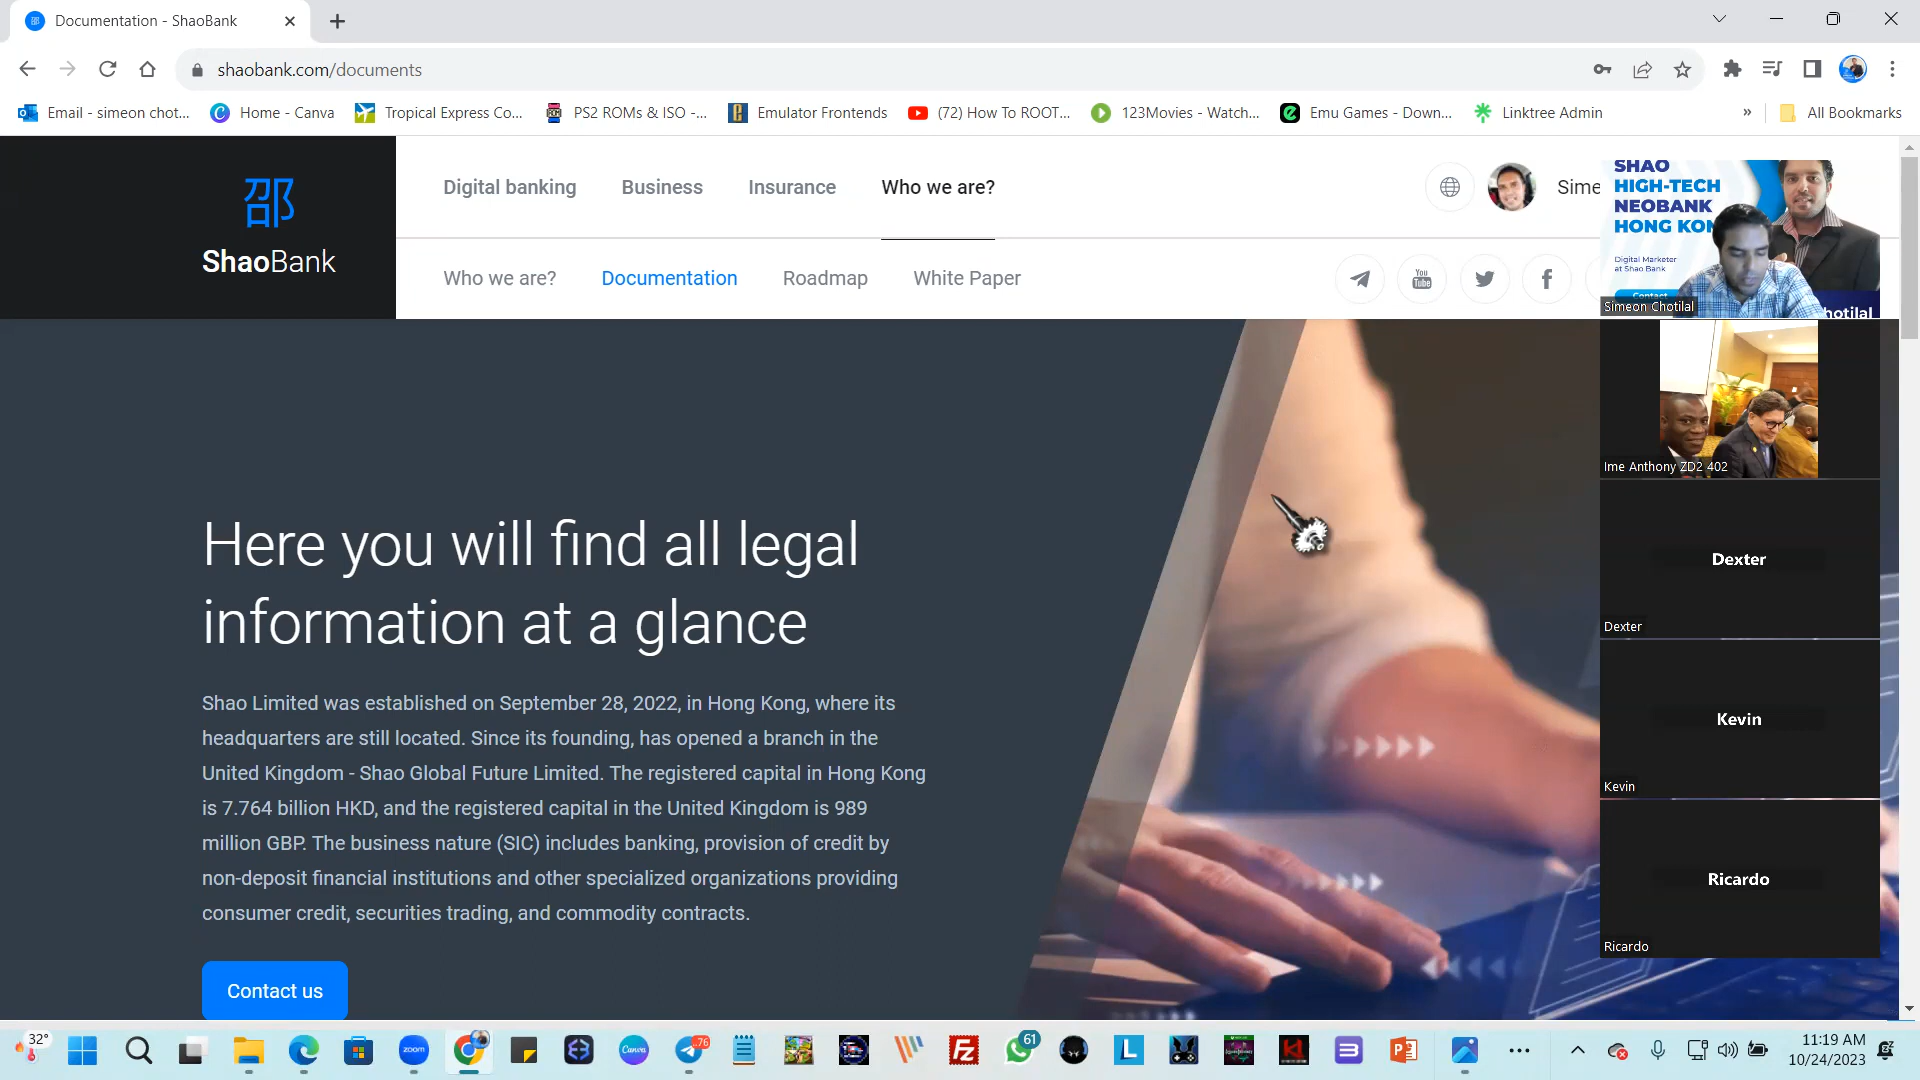 Documentation - ShaoBank
shaobank.com/documents
Email - simeon chot...
Home - Canva
Tropical Express Co...
PS2 ROMs & ISO -...
Emulator Frontends
(72) How To ROOT...
123Movies - Watch...
Emu Games - Down...
Linktree Admin
»
All Bookmarks
邵
ShaoBank
Digital banking
Business
Insurance
Who we are?
Sime
Who we are?
Documentation
Roadmap
White Paper
You Tube
SHAO
HIGH-TECH
NEOBANK
HONG KON
Digital Marketer
at Shao Bank
Contact
hotilal
Simeon Chotilal
Ime Anthony ZD2 402
Dexter
Dexter
Kevin
Kevin
Ricardo
Ricardo
Here you will find all legal
information at a glance
Shao Limited was established on September 28, 2022, in Hong Kong, where its
headquarters are still located. Since its founding, has opened a branch in the
United Kingdom - Shao Global Future Limited. The registered capital in Hong Kong
is 7.764 billion HKD, and the registered capital in the United Kingdom is 989
million GBP. The business nature (SIC) includes banking, provision of credit by
non-deposit financial institutions and other specialized organizations providing
consumer credit, securities trading, and commodity contracts.
Contact us
32°
zoom
Canva
76
61
11:19 AM
10/24/2023